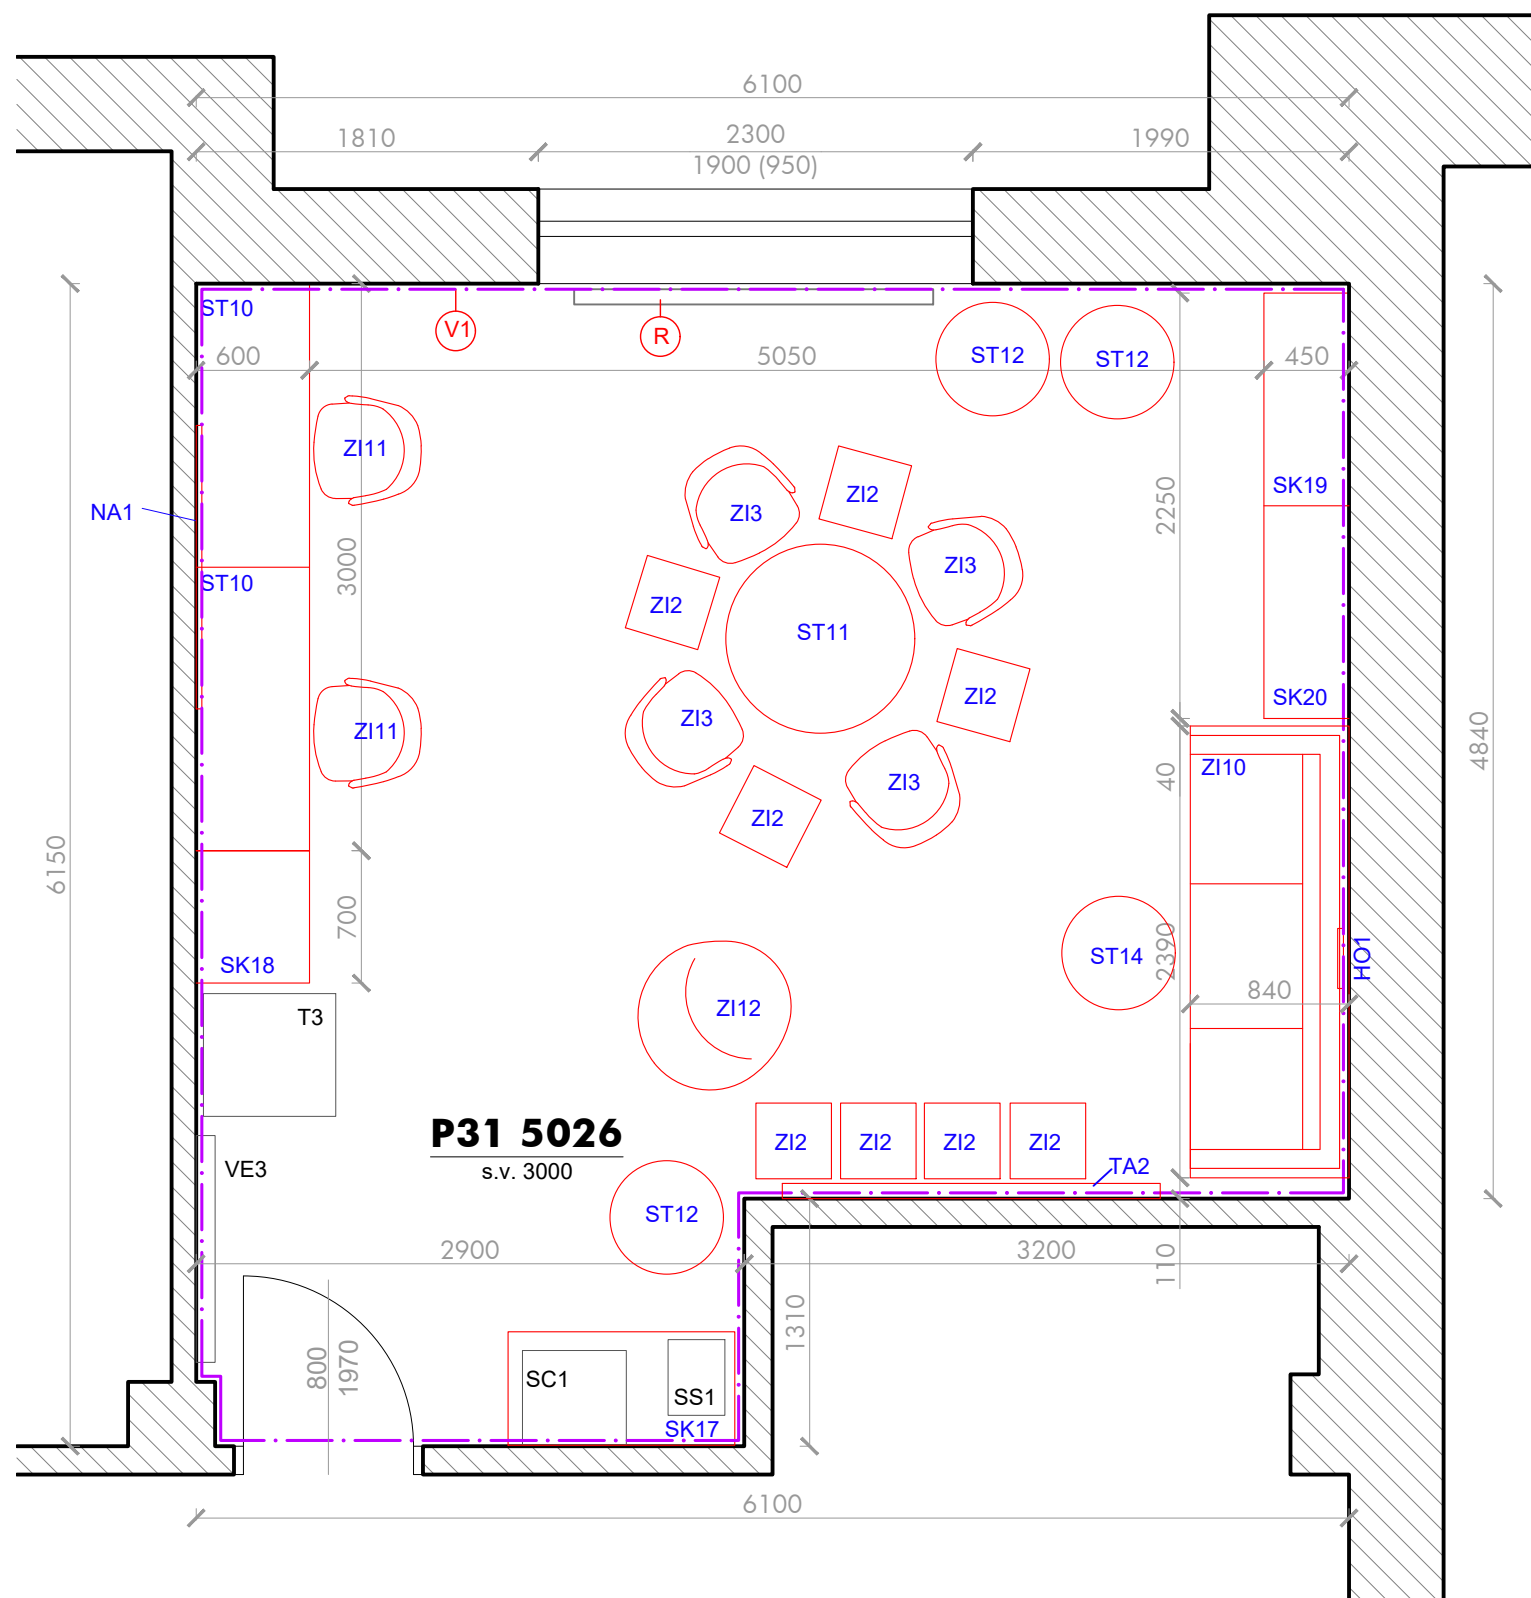 6100
1810
2300
1990
1900 (950)
ST10
V1
R
ST12
ST12
600
5050
450
ZI11
ZI2
SK19
NA1
ZI3
2250
ZI3
3000
ST10
ZI2
ST11
ZI2
SK20
ZI3
ZI11
4840
40
ZI10
ZI3
ZI2
6150
700
SK18
ST14
2390
HO1
840
ZI12
T3
P31 5026
s.v. 3000
ZI2
ZI2
ZI2
ZI2
TA2
VE3
ST12
2900
3200
110
1310
800
1970
SC1
SS1
SK17
6100